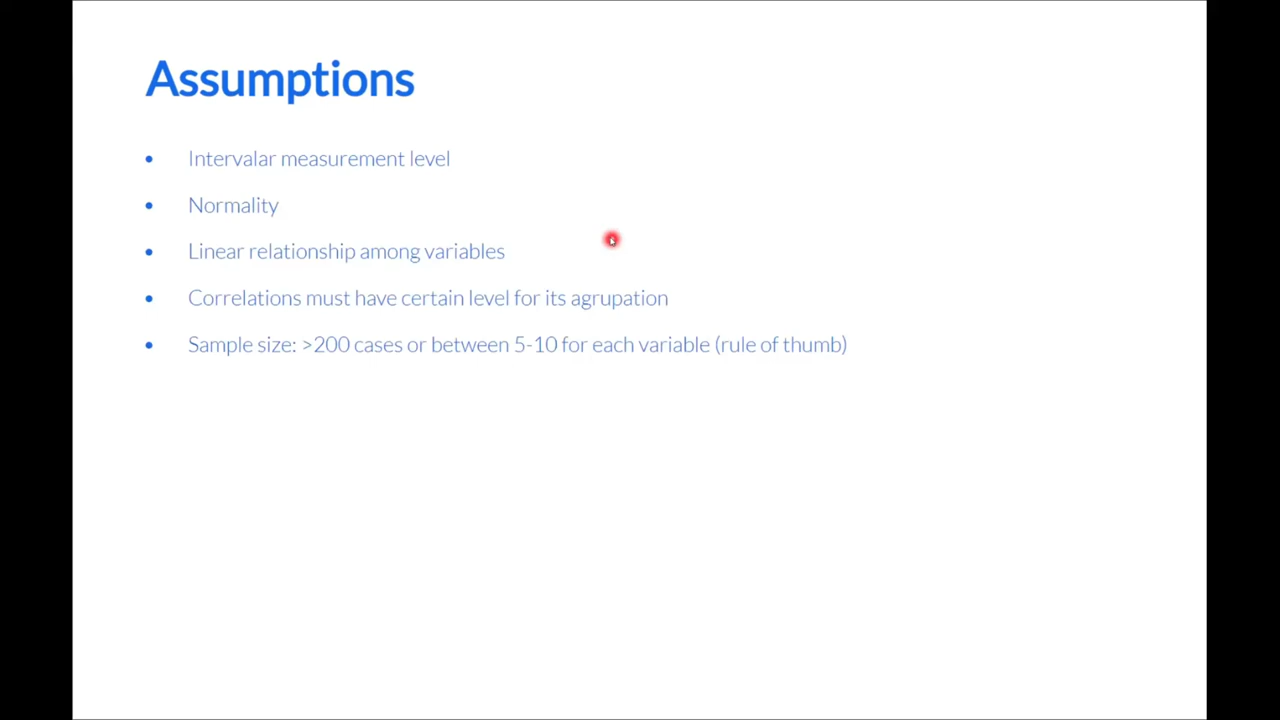 Assumptions
• Intervalar measurement level
• Normality
• Linear relationship among variables
• Correlations must have certain level for its agrupation
• Sample size: >200 cases or between 5-10 for each variable (rule of thumb)